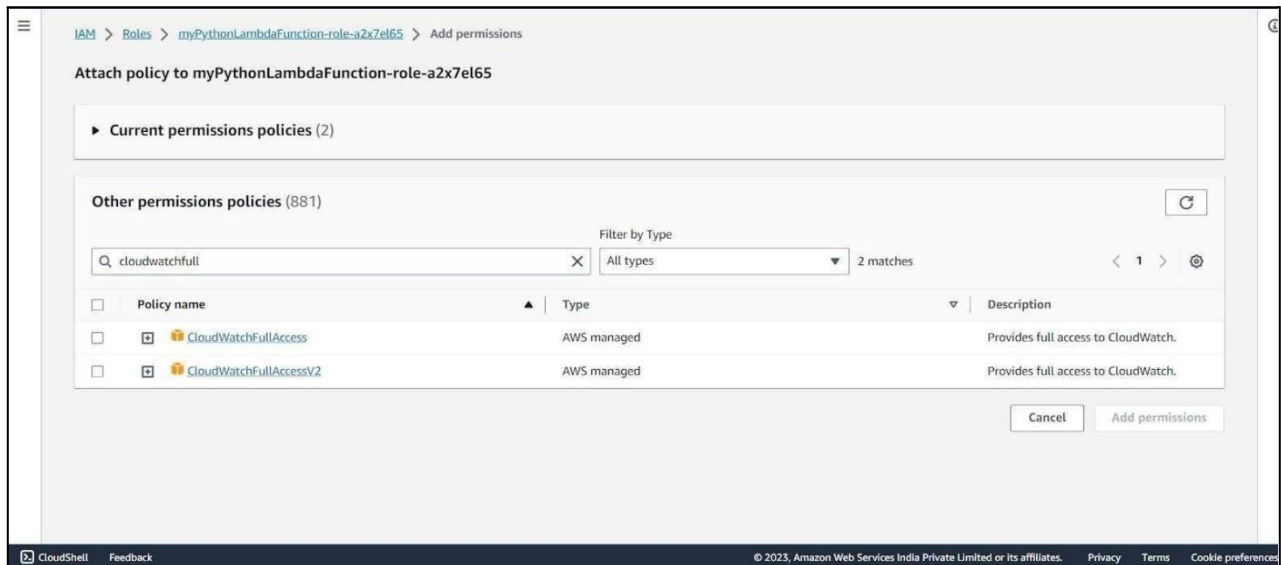 IAM > Roles > myPythonLambdaFunction-role-a2x7el65 > Add permissions
Attach policy to myPythonLambdaFunction-role-a2x7el65
Current permissions policies (2)
Other permissions policies (881)
Filter by Type
cloudwatchfull All types 2 matches 1
Policy name Type Description
CloudWatchFullAccess AWS managed Provides full access to CloudWatch.
CloudWatchFullAccessV2 AWS managed Provides full access to CloudWatch.
Cancel Add permissions
CloudShell Feedback © 2023, Amazon Web Services India Private Limited or its affiliates. Privacy Terms Cookie preferences